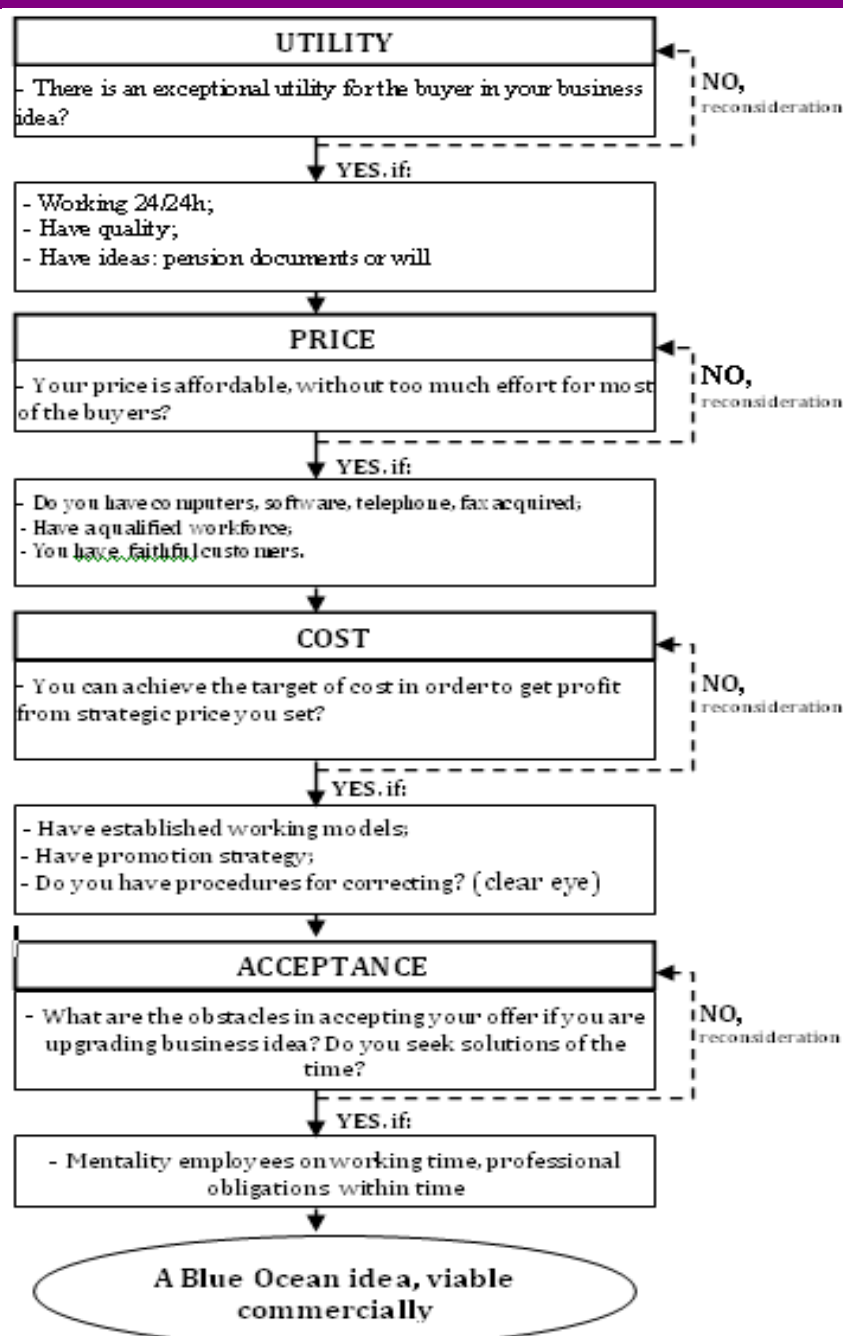 UTILITY
- There is an exceptional utility for the buyer in your business
idea?
NO,
reconsideration
YES. if:
- Working 24/24h;
- Have quality;
- Have ideas: pension documents or will
PRICE
- Your price is affordable, without too much effort for most
of the buyers?
NO,
reconsideration
YES. if:
- Do you have computers, software, telephone, fax acquired;
- Have a qualified workforce;
- You have faithful customers.
COST
- You can achieve the target of cost in order to get profit
from strategic price you set?
NO,
reconsideration
YES. if:
- Have established working models;
- Have promotion strategy;
- Do you have procedures for correcting? (clear eye)
ACCEPTANCE
- What are the obstacles in accepting your offer if you are
upgrading business idea? Do you seek solutions of the
time?
NO,
reconsideration
YES. if:
- Mentality employees on working time, professional
obligations within time
A Blue Ocean idea, viable
commercially